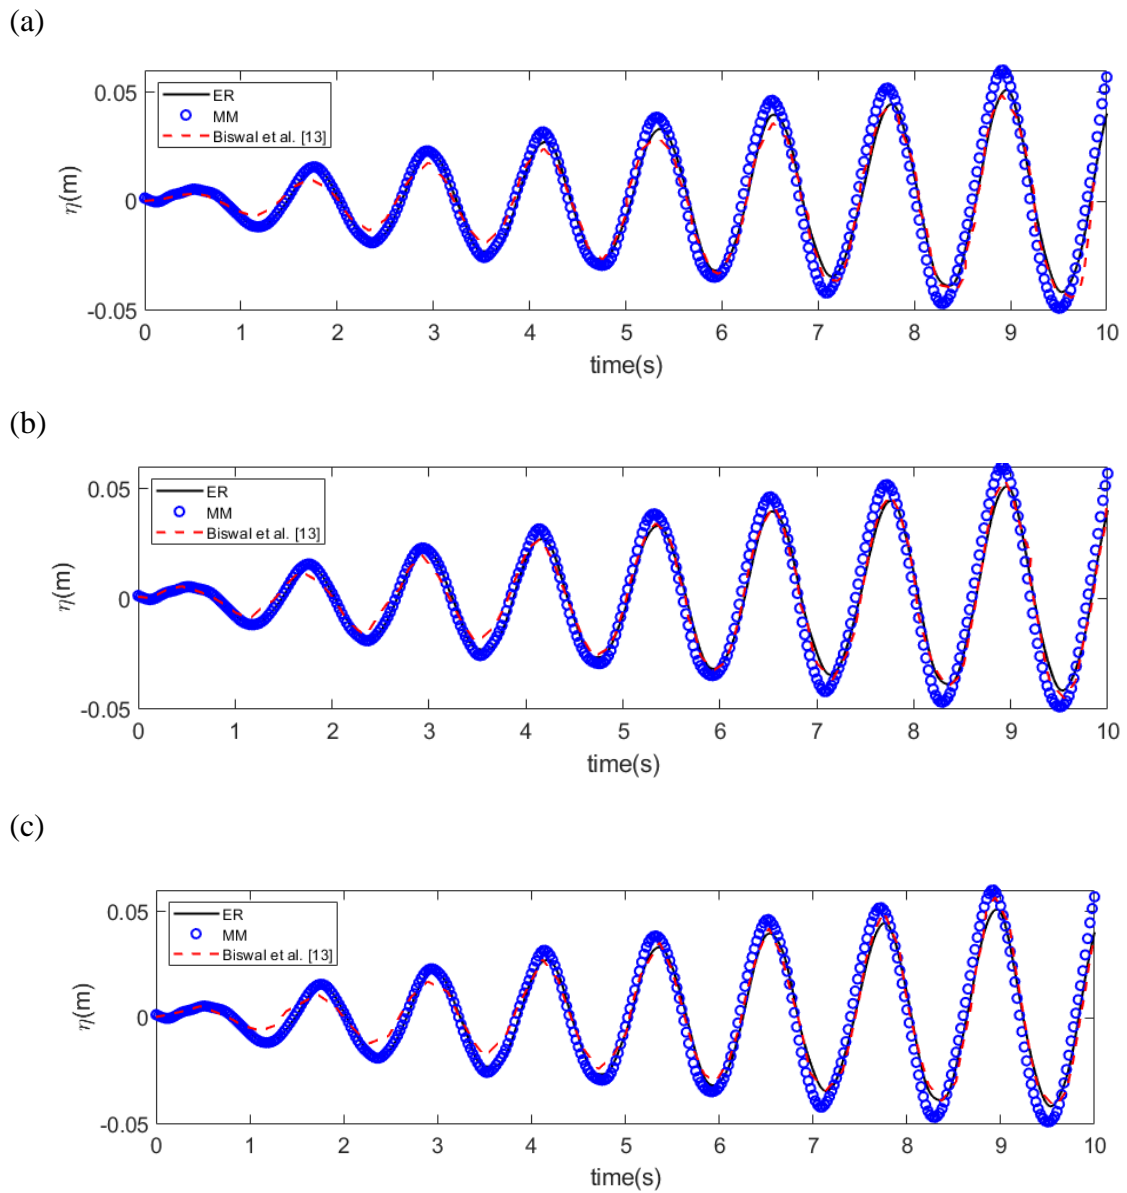 (a)
ER
MM
Biswal et al. [13]
η(m)
0.05
0
-0.05
0 1 2 3 4 5 6 7 8 9 10
time(s)
(b)
ER
MM
Biswal et al. [13]
η(m)
0.05
0
-0.05
0 1 2 3 4 5 6 7 8 9 10
time(s)
(c)
ER
MM
Biswal et al. [13]
η(m)
0.05
0
-0.05
0 1 2 3 4 5 6 7 8 9 10
time(s)